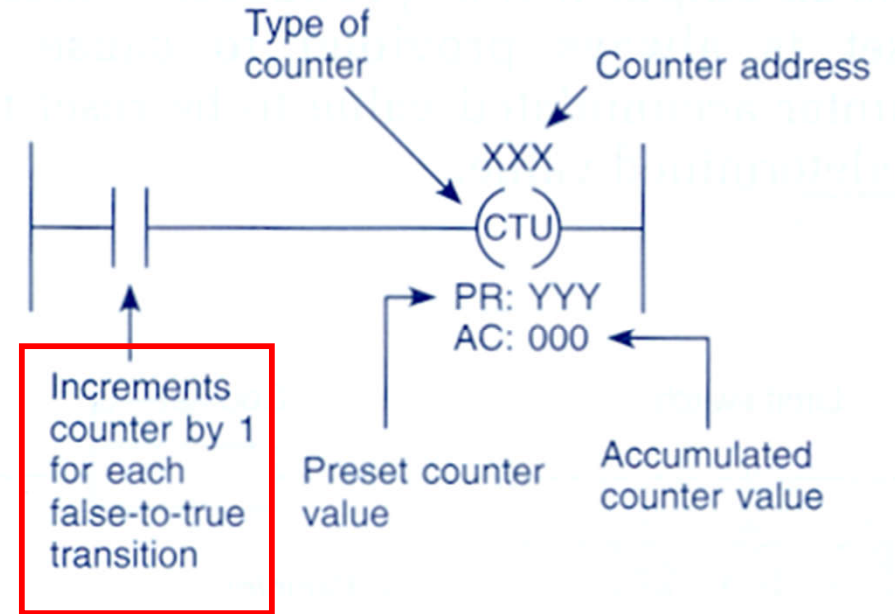 Type of
counter
Counter address
XXX
CTU
PR: YYY
AC: 000
Increments
counter by 1
for each
false-to-true
transition
Preset counter
value
Accumulated
counter value